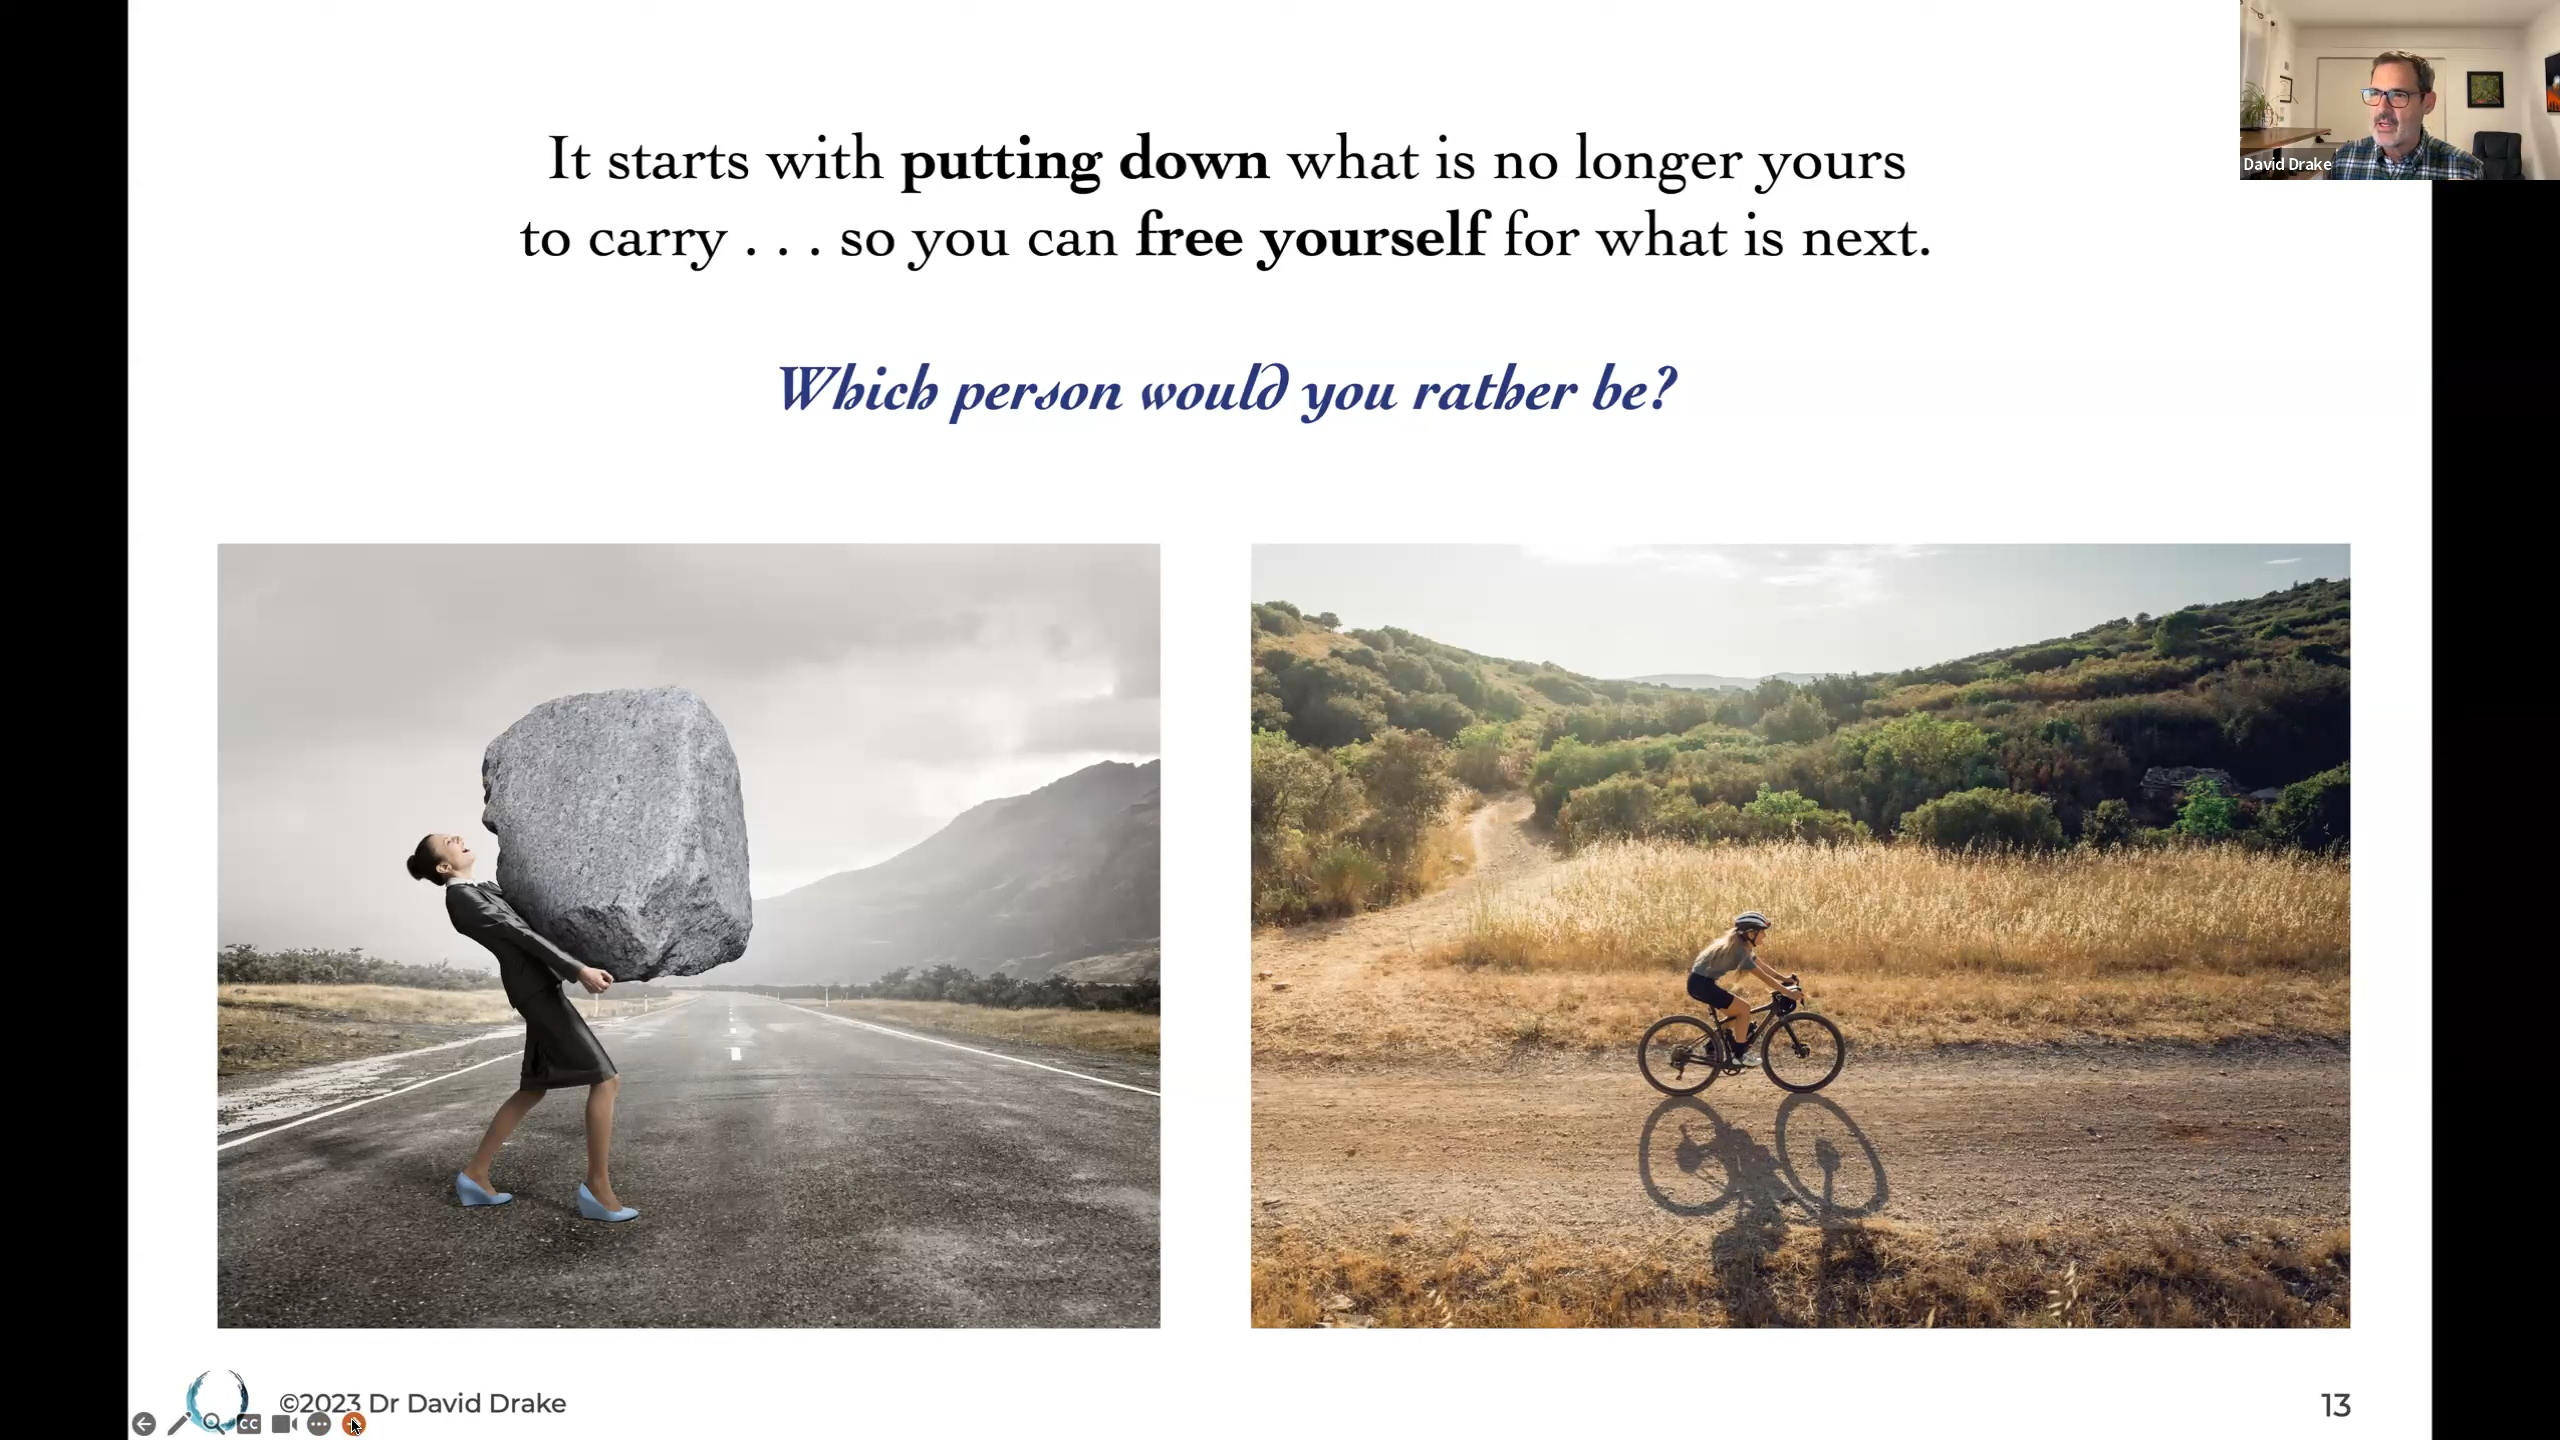 It starts with putting down what is no longer yours
to carry . . . so you can free yourself for what is next.
Which person would you rather be?
David Drake
©2023 Dr David Drake
13
CC